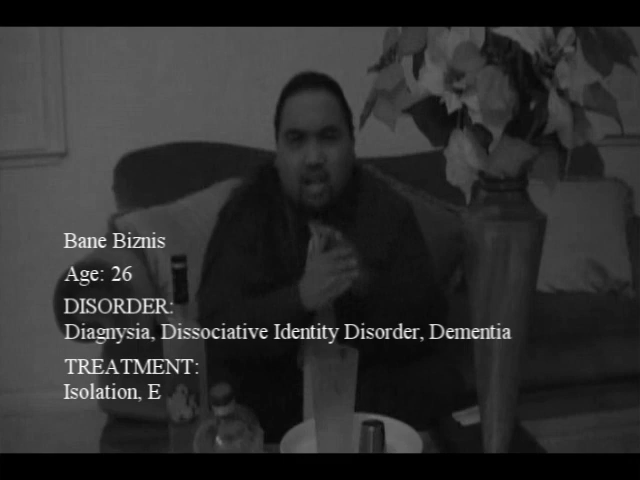 Bane Biznis
Age: 26
DISORDER:
Diagnysia, Dissociative Identity Disorder, Dementia
TREATMENT:
Isolation, E